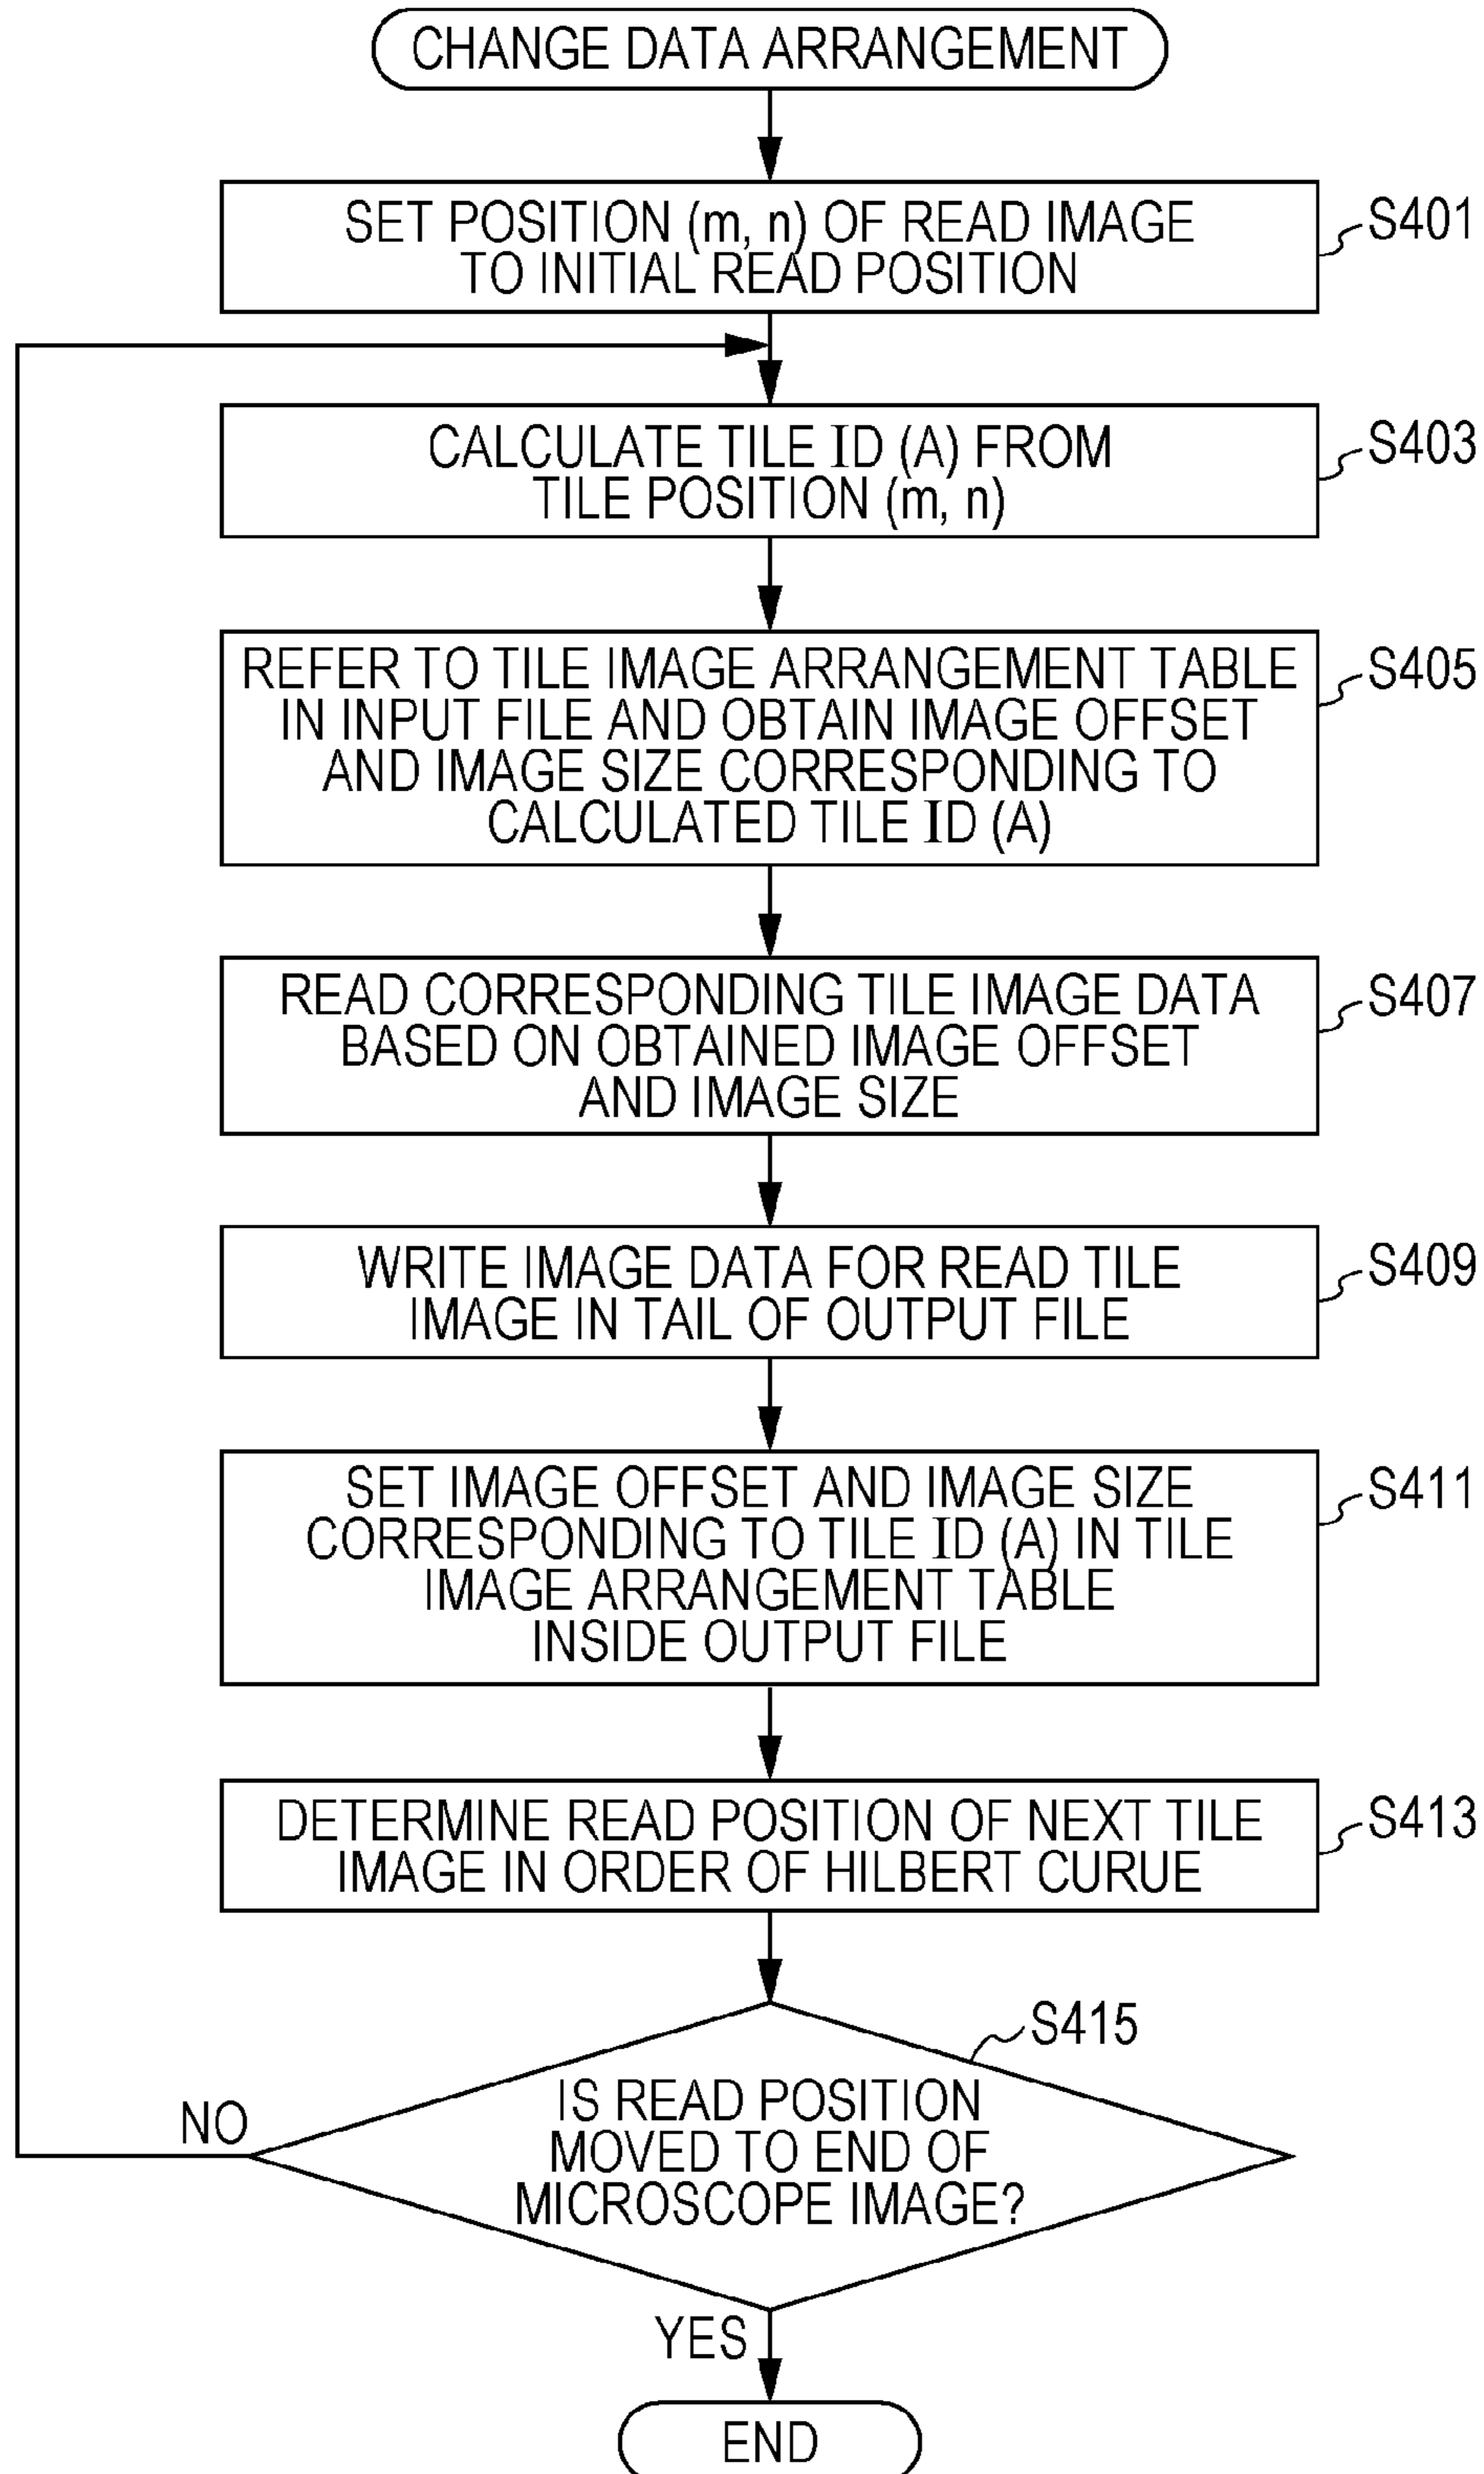 CHANGE DATA ARRANGEMENT
SET POSITION (m, n) OF READ IMAGE
TO INITIAL READ POSITION
S401
CALCULATE TILE ID (A) FROM
TILE POSITION (m, n)
S403
REFER TO TILE IMAGE ARRANGEMENT TABLE
IN INPUT FILE AND OBTAIN IMAGE OFFSET
AND IMAGE SIZE CORRESPONDING TO
CALCULATED TILE ID (A)
S405
READ CORRESPONDING TILE IMAGE DATA
BASED ON OBTAINED IMAGE OFFSET
AND IMAGE SIZE
S407
WRITE IMAGE DATA FOR READ TILE
IMAGE IN TAIL OF OUTPUT FILE
S409
SET IMAGE OFFSET AND IMAGE SIZE
CORRESPONDING TO TILE ID (A) IN TILE
IMAGE ARRANGEMENT TABLE
INSIDE OUTPUT FILE
S411
DETERMINE READ POSITION OF NEXT TILE
IMAGE IN ORDER OF HILBERT CURUE
S413
S415
IS READ POSITION
MOVED TO END OF
MICROSCOPE IMAGE?
NO
YES
END